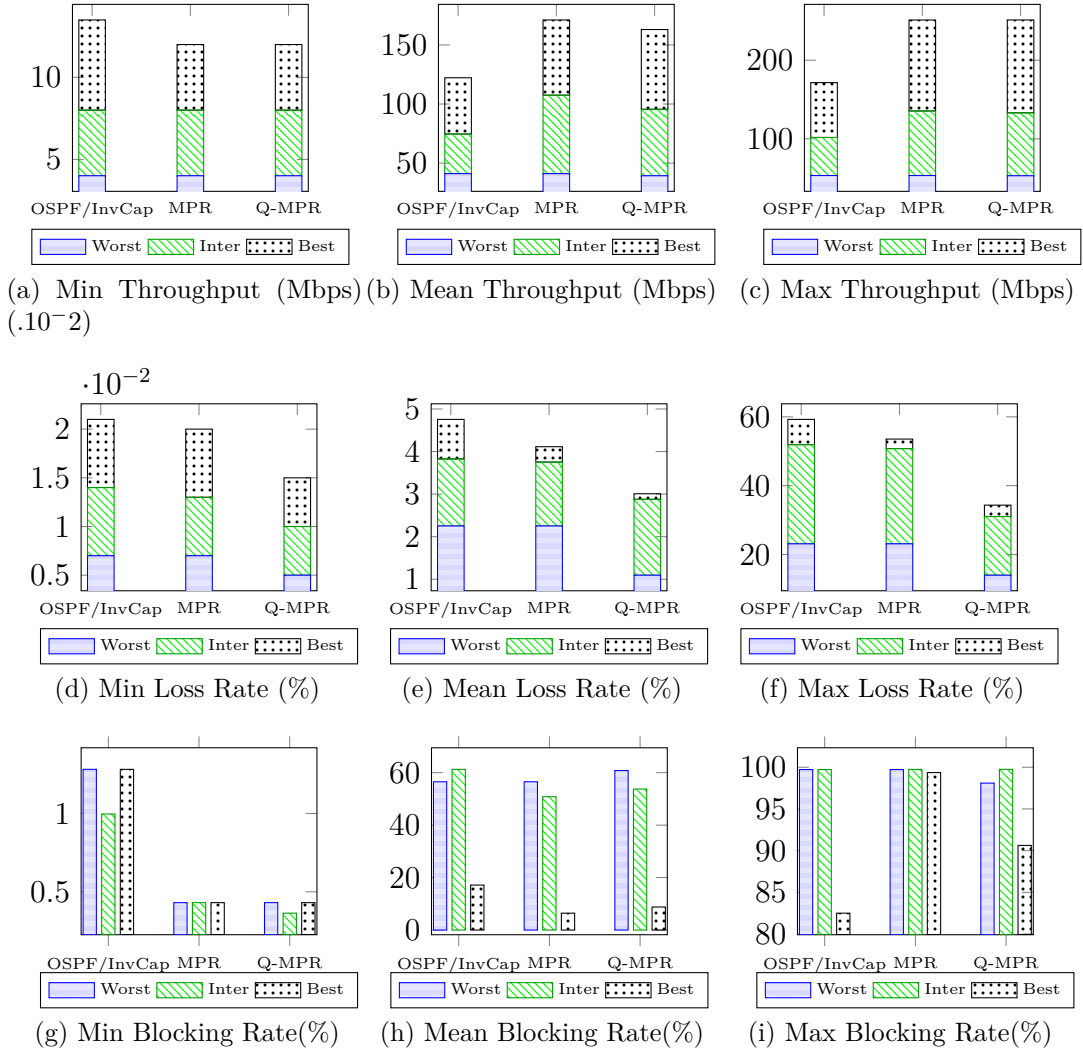 10
5
OSPF/InvCap MPR Q-MPR
Worst Inter Best
(a) Min Throughput (Mbps)
(.10⁻2)
150
100
50
OSPF/InvCap MPR Q-MPR
Worst Inter Best
(b) Mean Throughput (Mbps)
200
100
OSPF/InvCap MPR Q-MPR
Worst Inter Best
(c) Max Throughput (Mbps)
·10⁻²
2
1.5
1
0.5
OSPF/InvCap MPR Q-MPR
Worst Inter Best
(d) Min Loss Rate (%)
5
4
3
2
1
OSPF/InvCap MPR Q-MPR
Worst Inter Best
(e) Mean Loss Rate (%)
60
40
20
OSPF/InvCap MPR Q-MPR
Worst Inter Best
(f) Max Loss Rate (%)
1
0.5
OSPF/InvCap MPR Q-MPR
Worst Inter Best
(g) Min Blocking Rate(%)
60
40
20
0
OSPF/InvCap MPR Q-MPR
Worst Inter Best
(h) Mean Blocking Rate(%)
100
95
90
85
80
OSPF/InvCap MPR Q-MPR
Worst Inter Best
(i) Max Blocking Rate(%)